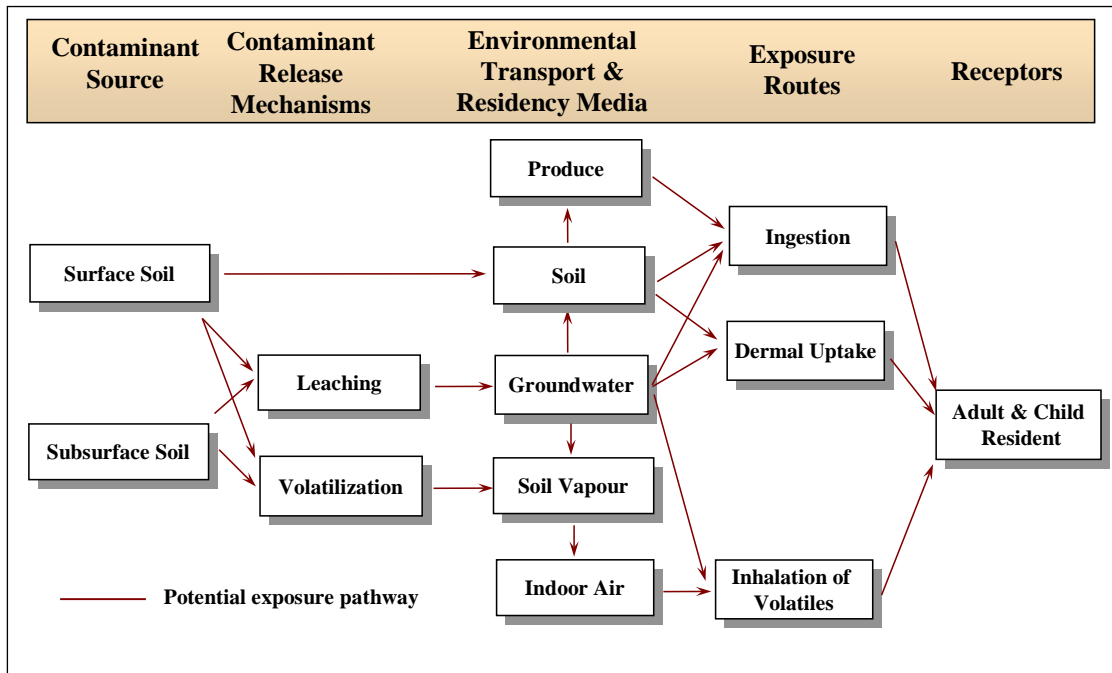 Contaminant
Source
Contaminant
Release
Mechanisms
Environmental
Transport &
Residency Media
Exposure
Routes
Receptors
Produce
Surface Soil
Soil
Ingestion
Leaching
Groundwater
Dermal Uptake
Subsurface Soil
Volatilization
Soil Vapour
Adult & Child
Resident
Indoor Air
Inhalation of
Volatiles
Potential exposure pathway